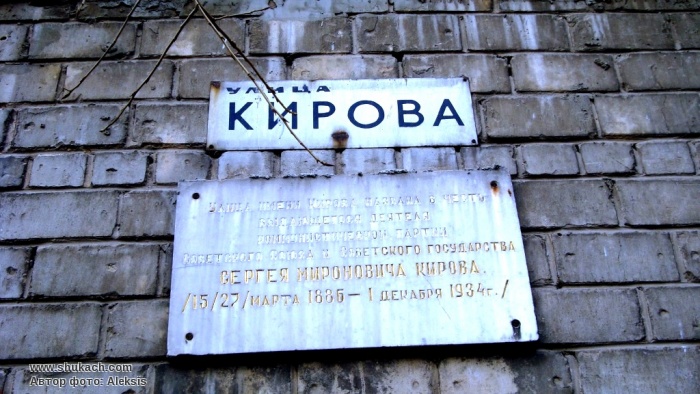 УЛИЦА
КИРОВА
УЛИЦА ИМЕНИ КИРОВА НАЗВАНА В ЧЕСТЬ
ВЫДАЮЩЕГОСЯ ДЕЯТЕЛЯ
КОММУНИСТИЧЕСКОЙ ПАРТИИ
СОВЕТСКОГО СОЮЗА И СОВЕТСКОГО ГОСУДАРСТВА
СЕРГЕЯ МИРОНОВИЧА КИРОВА.
/15/27/ МАРТА 1886 – 1 ДЕКАБРЯ 1934 г./
www.shukach.com
Автор фото: Aleksis